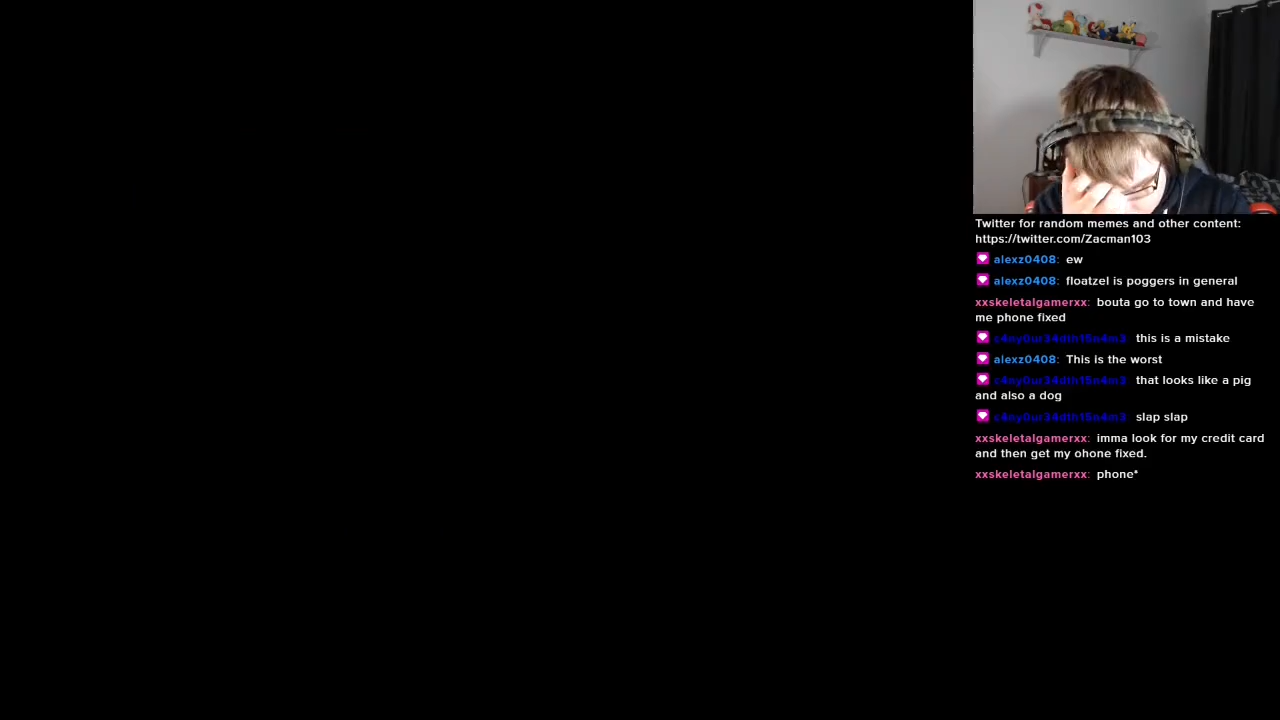 Twitter for random memes and other content:
https://twitter.com/Zacman103
alexz0408: ew
alexz0408: floatzel is poggers in general
xxskeletalgamerxx: bouta go to town and have
me phone fixed
c4ny0ur34dth15n4m3 this is a mistake
alexz0408: This is the worst
c4ny0ur34dth15n4m3 that looks like a pig
and also a dog
c4ny0ur34dth15n4m3 slap slap
xxskeletalgamerxx: imma look for my credit card
and then get my ohone fixed.
xxskeletalgamerxx: phone*